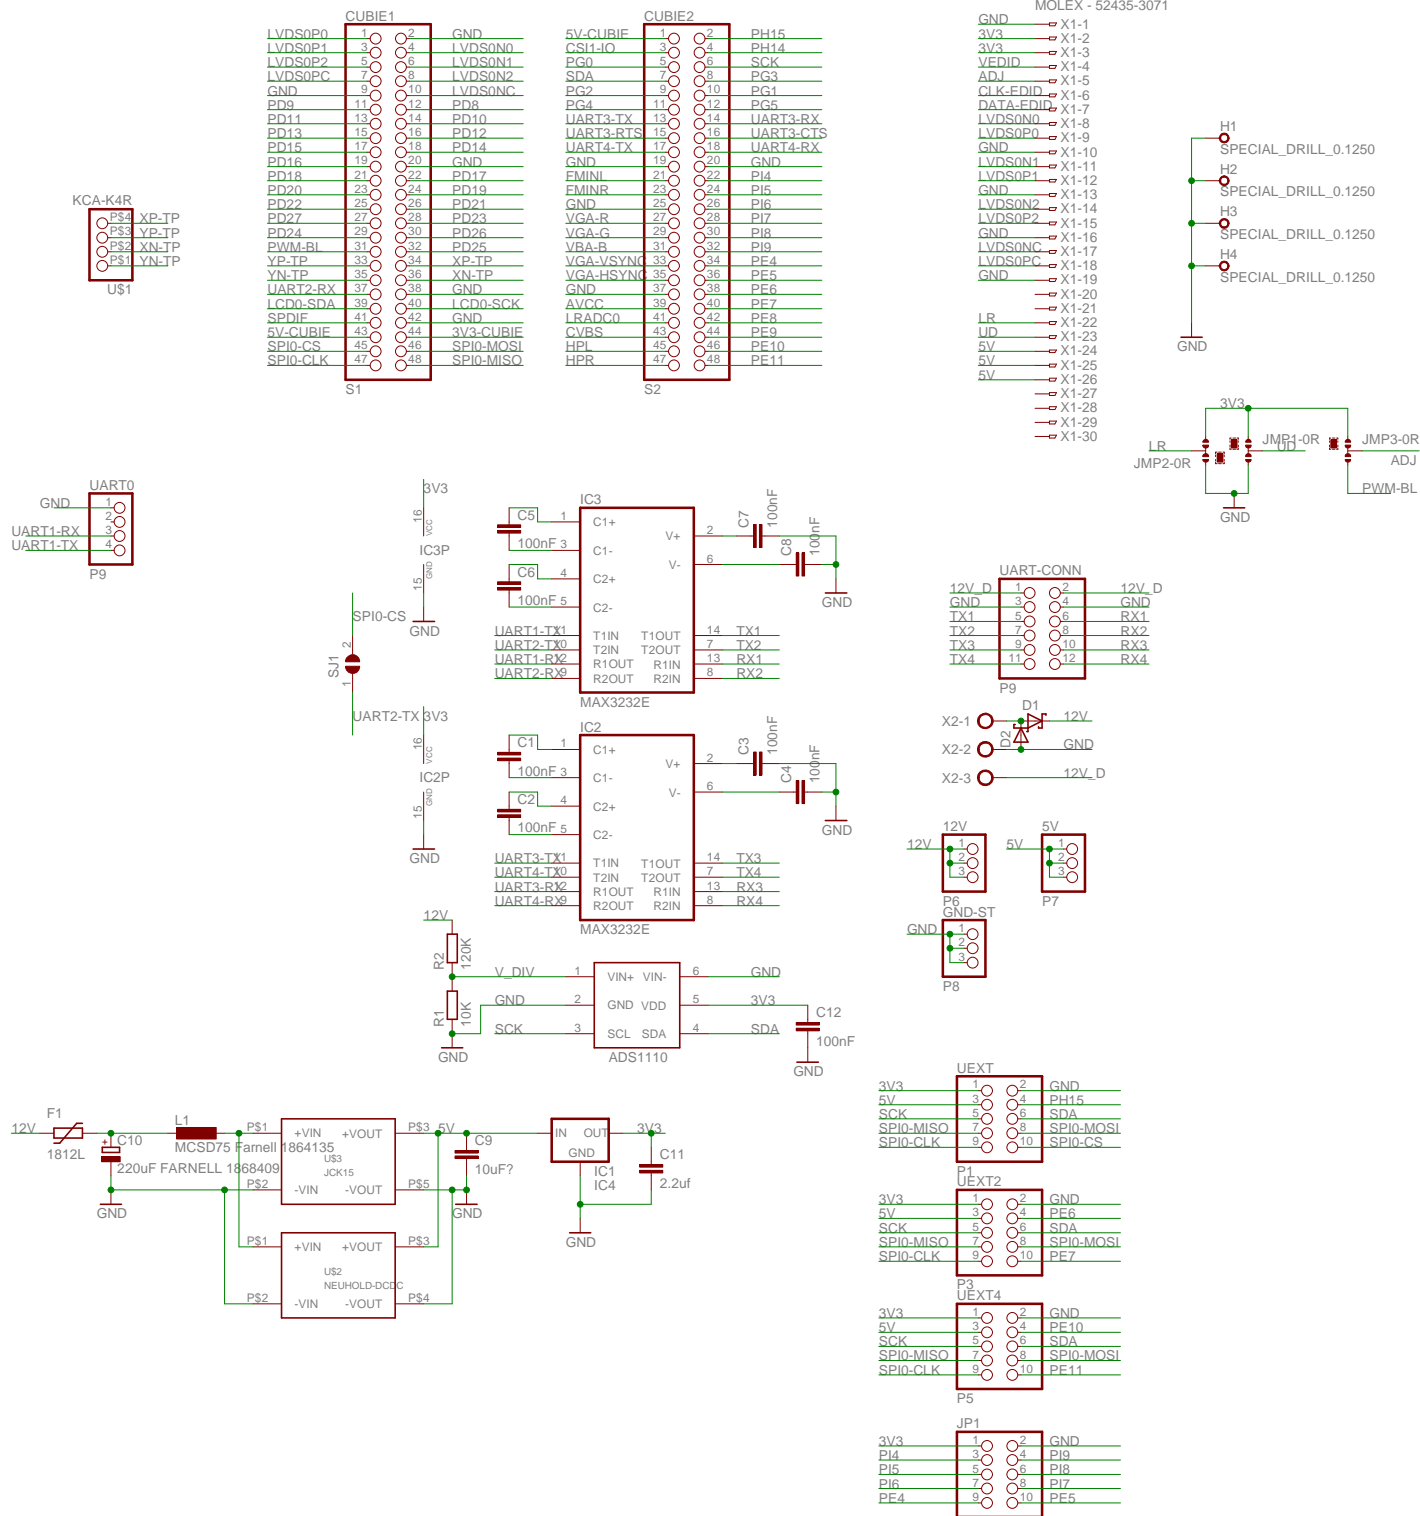 CUBIE1
LVDS0P0 1 2 GND
LVDS0P1 3 4 LVDS0N0
LVDS0P2 5 6 LVDS0N1
LVDS0PC 7 8 LVDS0N2
GND 9 10 LVDS0NC
PD9 11 12 PD8
PD11 13 14 PD10
PD13 15 16 PD12
PD15 17 18 PD14
PD16 19 20 GND
PD18 21 22 PD17
PD20 23 24 PD19
PD22 25 26 PD21
PD27 27 28 PD23
PD24 29 30 PD26
PWM-BL 31 32 PD25
YP-TP 33 34 XP-TP
YN-TP 35 36 XN-TP
UART2-RX 37 38 GND
LCD0-SDA 39 40 LCD0-SCK
SPDIF 41 42 GND
5V-CUBIE 43 44 3V3-CUBIE
SPI0-CS 45 46 SPI0-MOSI
SPI0-CLK 47 48 SPI0-MISO
S1
CUBIE2
5V-CUBIE 1 2 PH15
CSI1-IO 3 4 PH14
PG0 5 6 SCK
SDA 7 8 PG3
PG2 9 10 PG1
PG4 11 12 PG5
UART3-TX 13 14 UART3-RX
UART3-RTS 15 16 UART3-CTS
UART4-TX 17 18 UART4-RX
GND 19 20 GND
FMINL 21 22 PI4
FMINR 23 24 PI5
GND 25 26 PI6
VGA-R 27 28 PI7
VGA-G 29 30 PI8
VBA-B 31 32 PI9
VGA-VSYNC 33 34 PE4
VGA-HSYNC 35 36 PE5
GND 37 38 PE6
AVCC 39 40 PE7
LRADC0 41 42 PE8
CVBS 43 44 PE9
HPL 45 46 PE10
HPR 47 48 PE11
S2
MOLEX - 52435-3071
GND X1-1
3V3 X1-2
3V3 X1-3
VEDID X1-4
ADJ X1-5
CLK-EDID X1-6
DATA-EDID X1-7
LVDS0N0 X1-8
LVDS0P0 X1-9
GND X1-10
LVDS0N1 X1-11
LVDS0P1 X1-12
GND X1-13
LVDS0N2 X1-14
LVDS0P2 X1-15
GND X1-16
LVDS0NC X1-17
LVDS0PC X1-18
GND X1-19
X1-20
X1-21
LR X1-22
UD X1-23
5V X1-24
5V X1-25
5V X1-26
X1-27
X1-28
X1-29
X1-30
H1
SPECIAL_DRILL_0.1250
H2
SPECIAL_DRILL_0.1250
H3
SPECIAL_DRILL_0.1250
H4
SPECIAL_DRILL_0.1250
GND
KCA-K4R
P$4 XP-TP
P$3 YP-TP
P$2 XN-TP
P$1 YN-TP
U$1
3V3
LR JMP1-0R UD JMP3-0R
JMP2-0R ADJ
PWM-BL
GND
UART0
GND 1
2
UART1-RX 3
UART1-TX 4
P9
3V3
16 VCC
IC3P
15 GND
GND
SPI0-CS
2
SJ1
1
UART2-TX
IC3
C5 100nF 1 C1+ V+ 2 C7 100nF
3 C1- V- 6 C8 100nF
C6 100nF 4 C2+ GND
5 C2-
UART1-TX 11 T1IN T1OUT 14 TX1
UART2-TX 10 T2IN T2OUT 7 TX2
UART1-RX 12 R1OUT R1IN 13 RX1
UART2-RX 9 R2OUT R2IN 8 RX2
MAX3232E
3V3
16 VCC
IC2P
15 GND
GND
IC2
C1 100nF 1 C1+ V+ 2 C3 100nF
3 C1- V- 6 C4 100nF
C2 100nF 4 C2+ GND
5 C2-
UART3-TX 11 T1IN T1OUT 14 TX3
UART4-TX 10 T2IN T2OUT 7 TX4
UART3-RX 12 R1OUT R1IN 13 RX3
UART4-RX 9 R2OUT R2IN 8 RX4
MAX3232E
UART-CONN
12V_D 1 2 12V_D
GND 3 4 GND
TX1 5 6 RX1
TX2 7 8 RX2
TX3 9 10 RX3
TX4 11 12 RX4
P9
D1
X2-1 12V
D2
X2-2 GND
X2-3 12V_D
12V
12V 1
2
3
P6
5V
5V 1
2
3
P7
GND-ST
GND 1
2
3
P8
12V
R2 120K
R1 10K
GND
V_DIV 1 VIN+ VIN- 6 GND
GND 2 GND VDD 5 3V3
SCK 3 SCL SDA 4 SDA
ADS1110
C12
100nF
GND
12V F1
1812L
C10
220uF FARNELL 1868409
GND
L1
MCSD75 Farnell 1864135
P$1 +VIN +VOUT P$3
U$3
JCK15
P$2 -VIN -VOUT P$5
P$1 +VIN +VOUT P$3
U$2
NEUHOLD-DCDC
P$2 -VIN -VOUT P$4
5V
C9
10uF?
GND
IN OUT 3V3
GND
IC1
IC4
C11
2.2uf
GND
UEXT
3V3 1 2 GND
5V 3 4 PH15
SCK 5 6 SDA
SPI0-MISO 7 8 SPI0-MOSI
SPI0-CLK 9 10 SPI0-CS
P1
UEXT2
3V3 1 2 GND
5V 3 4 PE6
SCK 5 6 SDA
SPI0-MISO 7 8 SPI0-MOSI
SPI0-CLK 9 10 PE7
P3
UEXT4
3V3 1 2 GND
5V 3 4 PE10
SCK 5 6 SDA
SPI0-MISO 7 8 SPI0-MOSI
SPI0-CLK 9 10 PE11
P5
JP1
3V3 1 2 GND
PI4 3 4 PI9
PI5 5 6 PI8
PI6 7 8 PI7
PE4 9 10 PE5